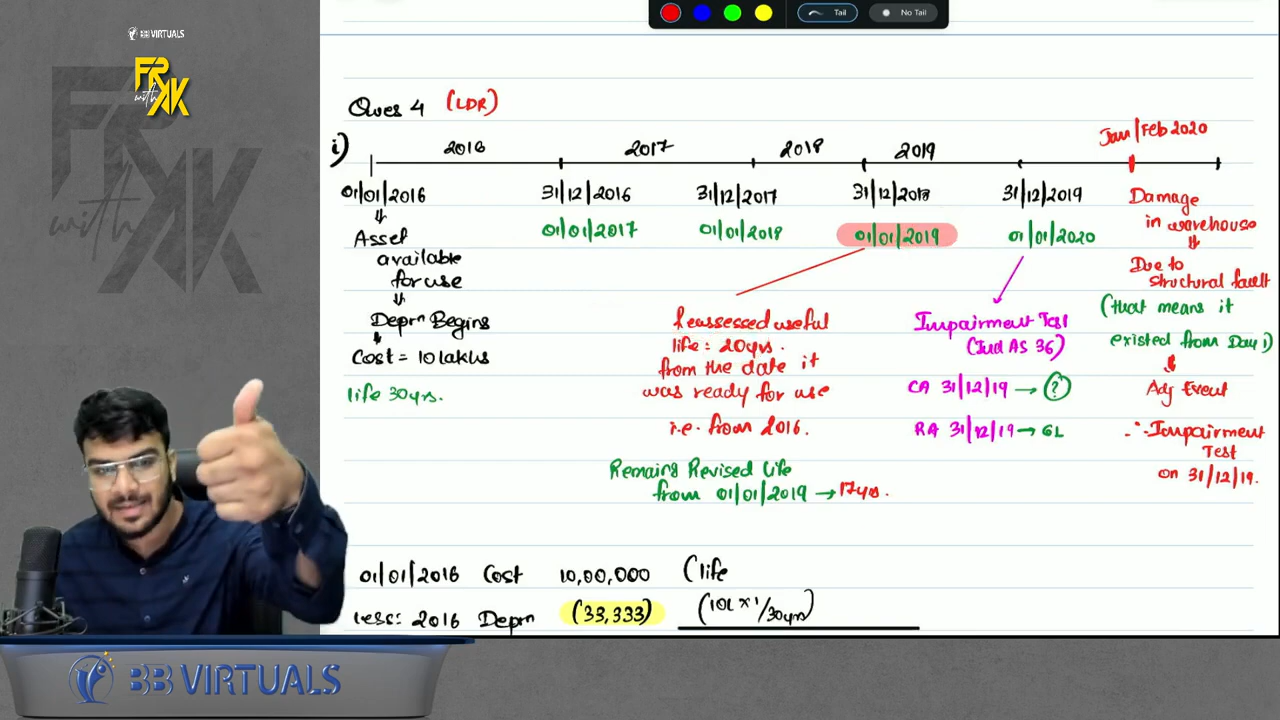 BB VIRTUALS
FR
with AK
Tail
No Tail
Ques 4 (LDR)
i)
2016 2017 2018 2019 Jan/Feb 2020
01/01/2016 31/12/2016 31/12/2017 31/12/2018 31/12/2019
01/01/2017 01/01/2018 01/01/2019 01/01/2020
Asset
available
for use
Deprn Begins
Cost = 10 lakhs
life 30yrs.
Reassessed useful
life: 20yrs.
from the date it
was ready for use
i.e. from 2016.
Remaing Revised Life
from 01/01/2019 → 17yrs.
Impairment Test
(Ind AS 36)
CA 31/12/19 → ?
RA 31/12/19 → 6L
Damage
in warehouse
Due to
structural fault
(that means it
existed from Day 1)
Adj Event
∴ Impairment
Test
on 31/12/19.
01/01/2016 Cost 10,00,000 (life
Less: 2016 Deprn (33,333) (10L x 1/30yrs)
BB VIRTUALS